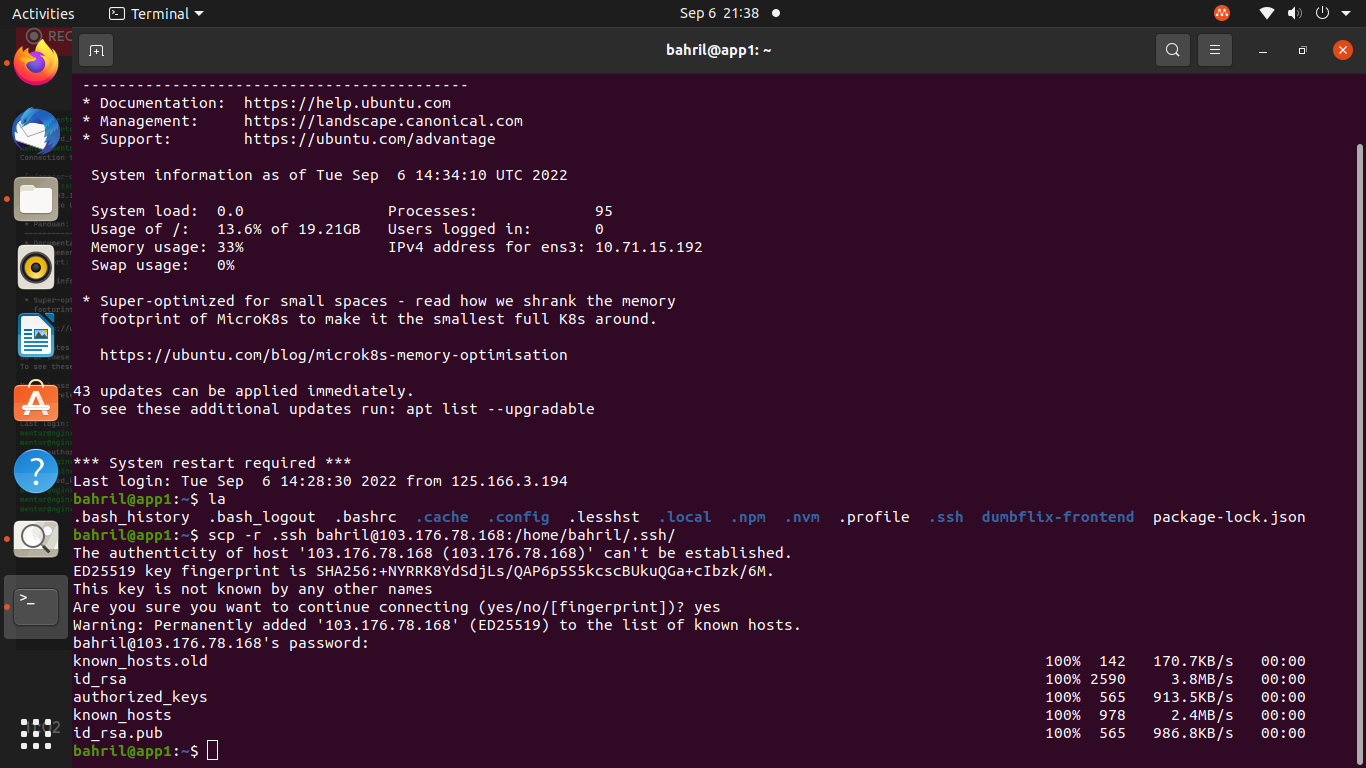 Activities Terminal Sep 6 21:38
REC
bahril@app1: ~
------------------------------------------
* Documentation: https://help.ubuntu.com
* Management: https://landscape.canonical.com
* Support: https://ubuntu.com/advantage
System information as of Tue Sep 6 14:34:10 UTC 2022
System load: 0.0 Processes: 95
Usage of /: 13.6% of 19.21GB Users logged in: 0
Memory usage: 33% IPv4 address for ens3: 10.71.15.192
Swap usage: 0%
* Super-optimized for small spaces - read how we shrank the memory
footprint of MicroK8s to make it the smallest full K8s around.
https://ubuntu.com/blog/microk8s-memory-optimisation
43 updates can be applied immediately.
To see these additional updates run: apt list --upgradable
*** System restart required ***
Last login: Tue Sep 6 14:28:30 2022 from 125.166.3.194
bahril@app1:~$ la
.bash_history .bash_logout .bashrc .cache .config .lesshst .local .npm .nvm .profile .ssh dumbflix-frontend package-lock.json
bahril@app1:~$ scp -r .ssh bahril@103.176.78.168:/home/bahril/.ssh/
The authenticity of host '103.176.78.168 (103.176.78.168)' can't be established.
ED25519 key fingerprint is SHA256:+NYRRK8YdSdjLs/QAP6p5S5kcscBUkuQGa+cIbzk/6M.
This key is not known by any other names
Are you sure you want to continue connecting (yes/no/[fingerprint])? yes
Warning: Permanently added '103.176.78.168' (ED25519) to the list of known hosts.
bahril@103.176.78.168's password:
known_hosts.old 100% 142 170.7KB/s 00:00
id_rsa 100% 2590 3.8MB/s 00:00
authorized_keys 100% 565 913.5KB/s 00:00
known_hosts 100% 978 2.4MB/s 00:00
id_rsa.pub 100% 565 986.8KB/s 00:00
bahril@app1:~$